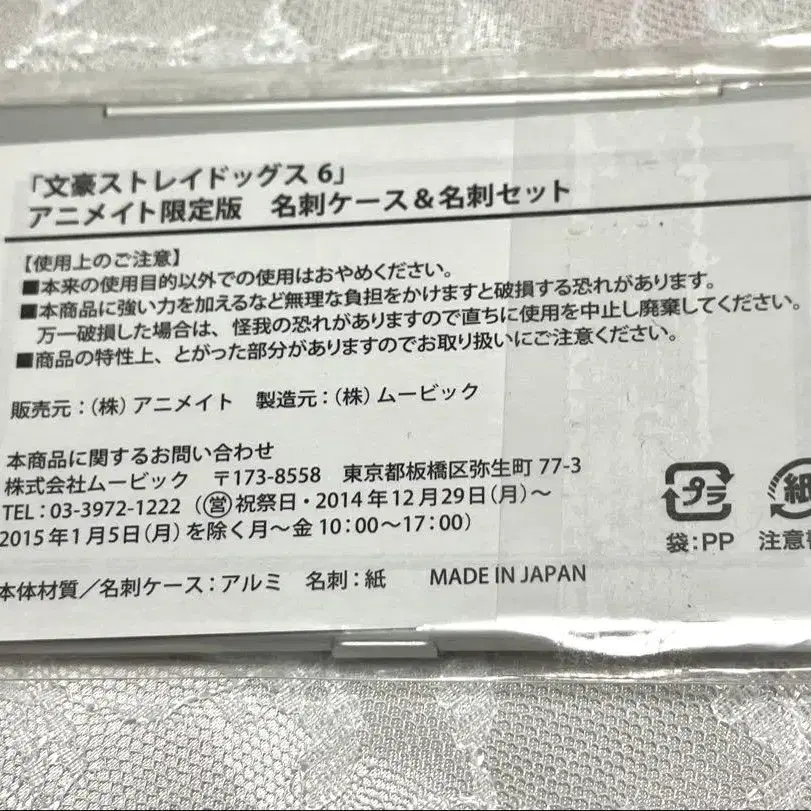 「文豪ストレイドッグス 6」
アニメイト限定版　名刺ケース＆名刺セット
【使用上のご注意】
■本来の使用目的以外での使用はおやめください。
■本商品に強い力を加えるなど無理な負担をかけますと破損する恐れがあります。
万一破損した場合は、怪我の恐れがありますので直ちに使用を中止し廃棄してください。
■商品の特性上、とがった部分がありますのでお取り扱いにご注意ください。
販売元：（株）アニメイト　製造元：（株）ムービック
本商品に関するお問い合わせ
株式会社ムービック　〒173-8558　東京都板橋区弥生町 77-3
TEL：03-3972-1222（㊂祝祭日・2014年12月29日（月）～
2015年1月5日（月）を除く月～金 10：00～17：00）
本体材質／名刺ケース：アルミ　名刺：紙　MADE IN JAPAN
プラ
袋：PP
紙
注意